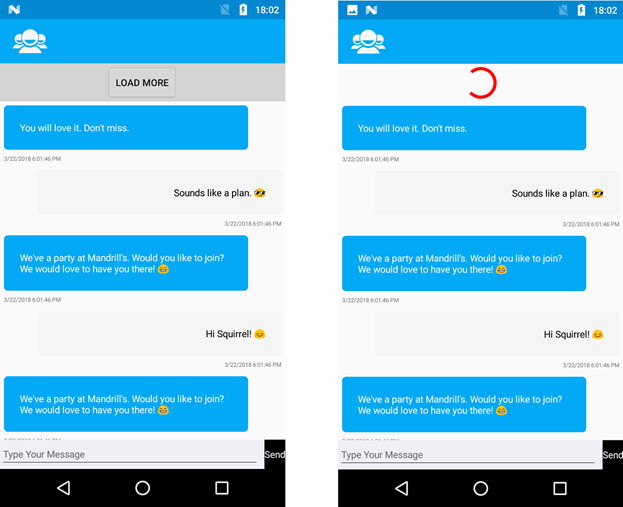 18:02
LOAD MORE
You will love it. Don't miss.
3/22/2018 6:01:46 PM
Sounds like a plan. 😎
3/22/2018 6:01:46 PM
We've a party at Mandrill's. Would you like to join?
We would love to have you there! 😁
3/22/2018 6:01:46 PM
Hi Squirrel! 😊
3/22/2018 6:01:46 PM
We've a party at Mandrill's. Would you like to join?
We would love to have you there! 😁
Type Your Message
Send
18:02
You will love it. Don't miss.
3/22/2018 6:01:46 PM
Sounds like a plan. 😎
3/22/2018 6:01:46 PM
We've a party at Mandrill's. Would you like to join?
We would love to have you there! 😁
3/22/2018 6:01:46 PM
Hi Squirrel! 😊
3/22/2018 6:01:46 PM
We've a party at Mandrill's. Would you like to join?
We would love to have you there! 😁
Type Your Message
Send